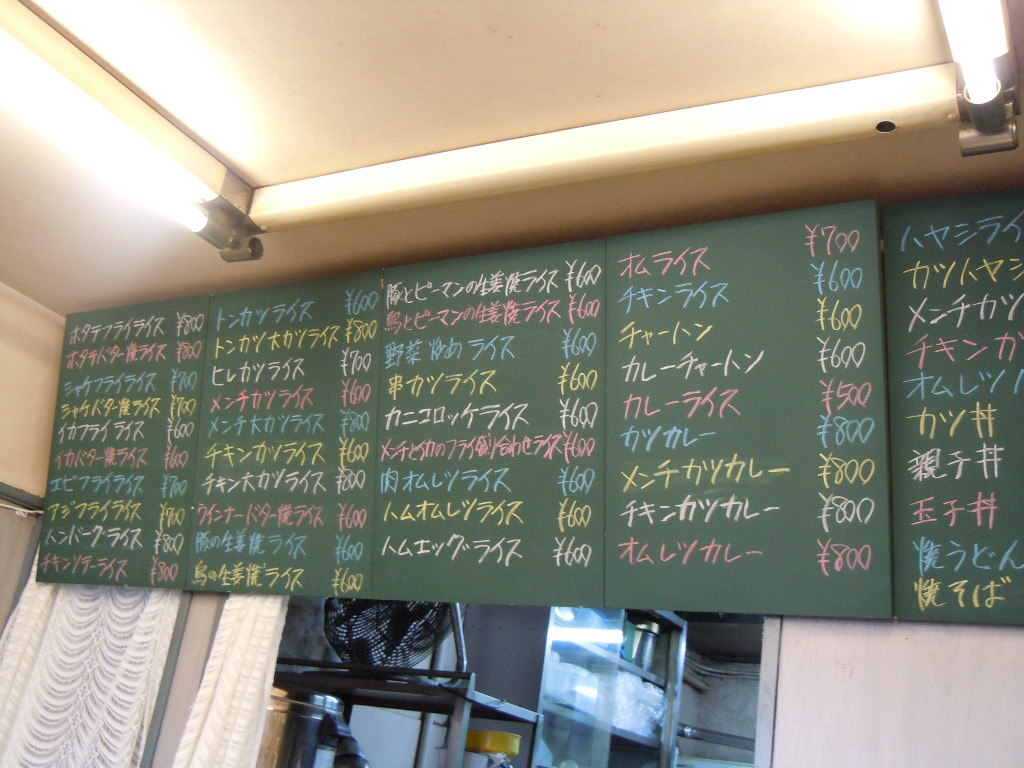 ホタテフライライス ¥800
ホタテバター焼ライス ¥800
シャケフライライス ¥700
シャケバター焼ライス ¥700
イカフライライス ¥600
イカバター焼ライス ¥600
エビフライライス ¥700
アジフライライス ¥700
ハンバーグライス ¥800
チキンソテーライス ¥800
トンカツライス ¥600
トンカツ大カツライス ¥800
ヒレカツライス ¥700
メンチカツライス ¥600
メンチ大カツライス ¥800
チキンカツライス ¥600
チキン大カツライス ¥800
ウインナーバター焼ライス ¥600
豚の生姜焼ライス ¥600
鳥の生姜焼ライス ¥600
豚とピーマンの生姜焼ライス ¥600
鳥とピーマンの生姜焼ライス ¥600
野菜炒めライス ¥600
串カツライス ¥600
カニコロッケライス ¥600
メンチとイカのフライ盛り合わせライス ¥600
肉オムレツライス ¥600
ハムオムレツライス ¥600
ハムエッグライス ¥600
オムライス ¥700
チキンライス ¥600
チャートン ¥600
カレーチャートン ¥600
カレーライス ¥500
カツカレー ¥800
メンチカツカレー ¥800
チキンカツカレー ¥800
オムレツカレー ¥800
ハヤシライ
カツハヤシ
メンチカツ
チキンカ
オムレツ
カツ丼
親子丼
玉子丼
焼うどん
焼そば